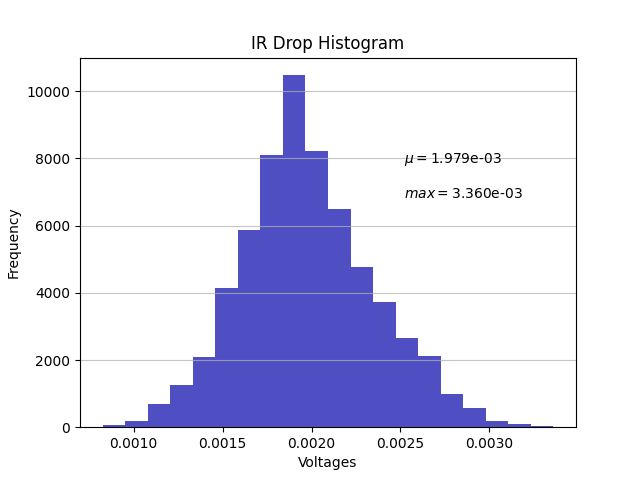 IR Drop Histogram
10000
8000
6000
4000
2000
0
Frequency
μ = 1.979e-03
max = 3.360e-03
0.0010 0.0015 0.0020 0.0025 0.0030
Voltages